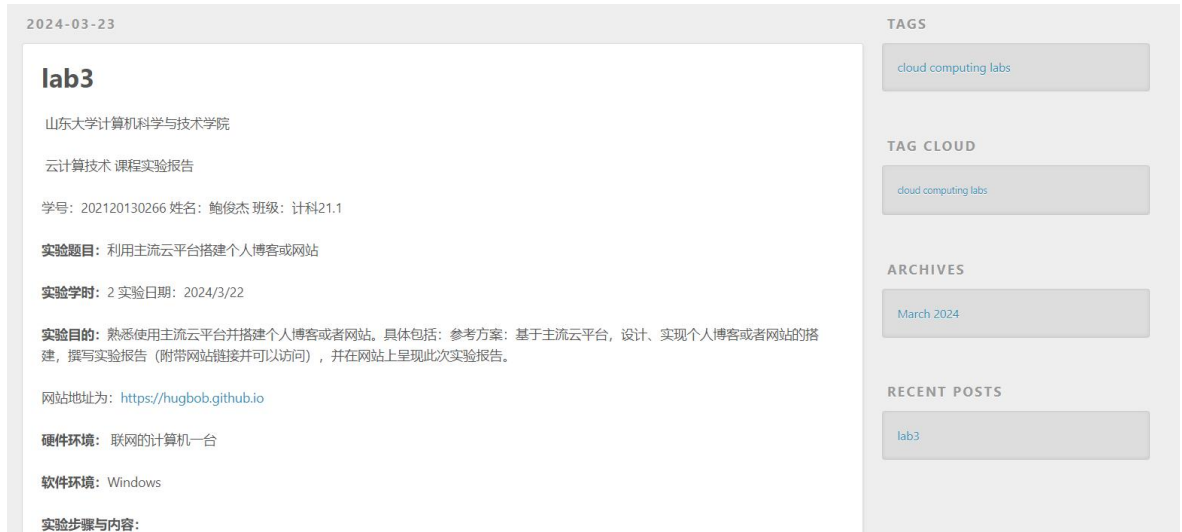 2024-03-23
lab3
山东大学计算机科学与技术学院
云计算技术 课程实验报告
学号：202120130266 姓名：鲍俊杰 班级：计科21.1
实验题目：利用主流云平台搭建个人博客或网站
实验学时：2 实验日期：2024/3/22
实验目的：熟悉使用主流云平台并搭建个人博客或者网站。具体包括：参考方案：基于主流云平台，设计、实现个人博客或者网站的搭
建，撰写实验报告（附带网站链接并可以访问），并在网站上呈现此次实验报告。
网站地址为：https://hugbob.github.io
硬件环境： 联网的计算机一台
软件环境：Windows
实验步骤与内容：
TAGS
cloud computing labs
TAG CLOUD
cloud computing labs
ARCHIVES
March 2024
RECENT POSTS
lab3